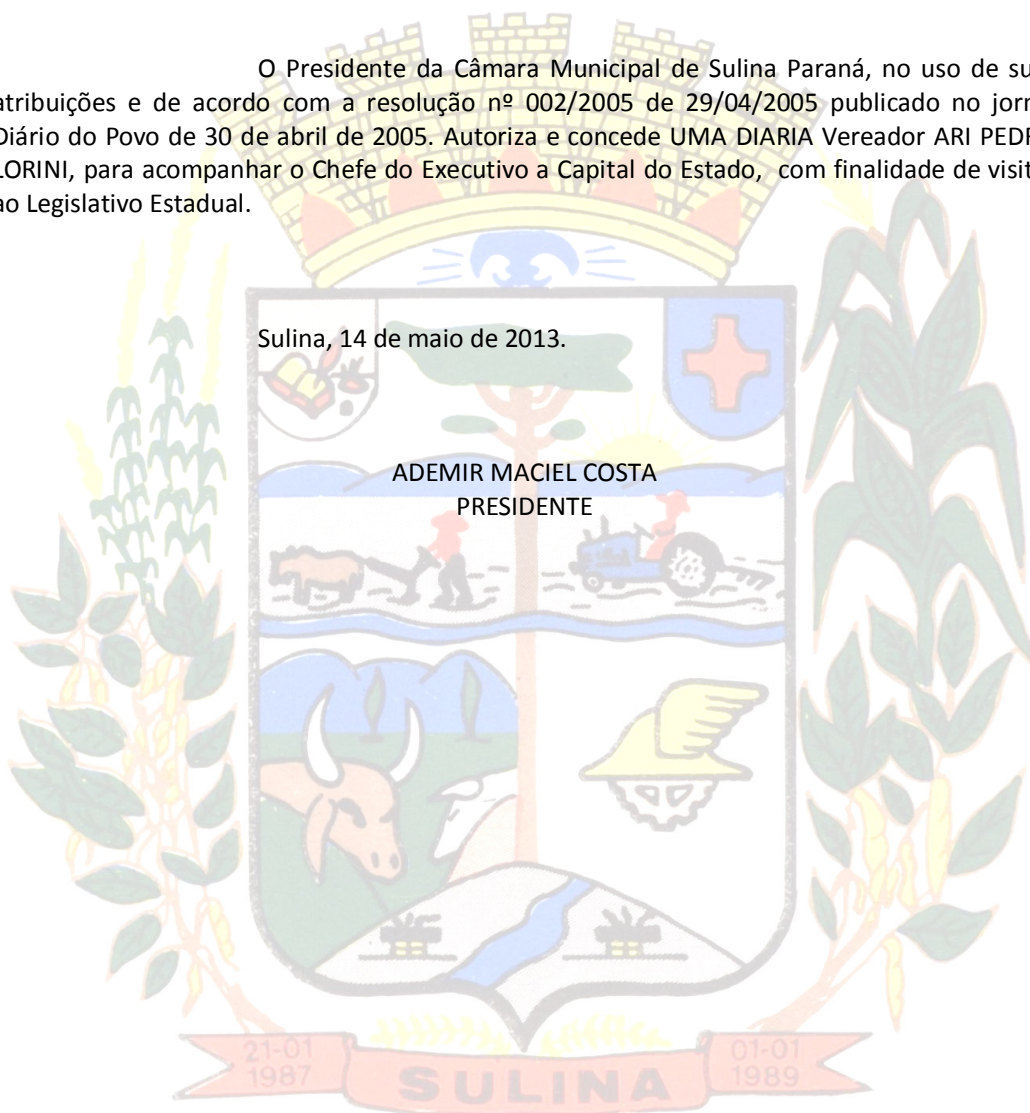 O Presidente da Câmara Municipal de Sulina Paraná, no uso de su
atribuições e de acordo com a resolução nº 002/2005 de 29/04/2005 publicado no jorn
Diário do Povo de 30 de abril de 2005. Autoriza e concede UMA DIARIA Vereador ARI PEDR
LORINI, para acompanhar o Chefe do Executivo a Capital do Estado, com finalidade de visit
ao Legislativo Estadual.
Sulina, 14 de maio de 2013.
ADEMIR MACIEL COSTA
PRESIDENTE
21-01
1987
SULINA
01-01
1989